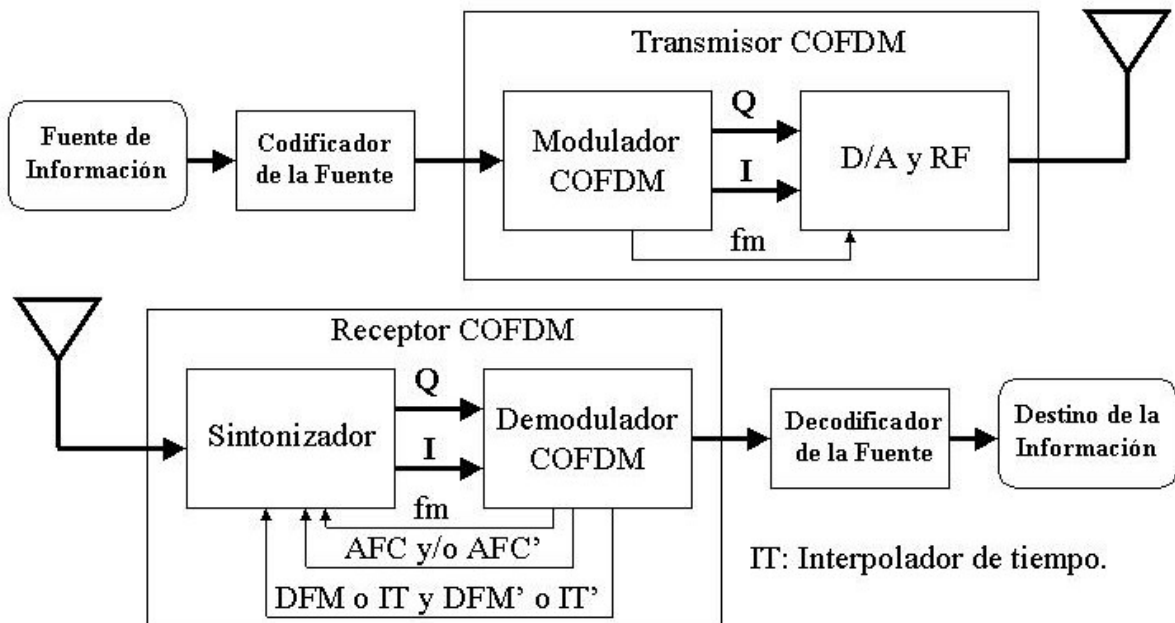 Transmisor COFDM
Fuente de
Información
Codificador
de la Fuente
Modulador
COFDM
Q
I
fm
D/A y RF
Receptor COFDM
Sintonizador
Q
I
fm
Demodulador
COFDM
AFC y/o AFC’
DFM o IT y DFM’ o IT’
Decodificador
de la Fuente
Destino de la
Información
IT: Interpolador de tiempo.